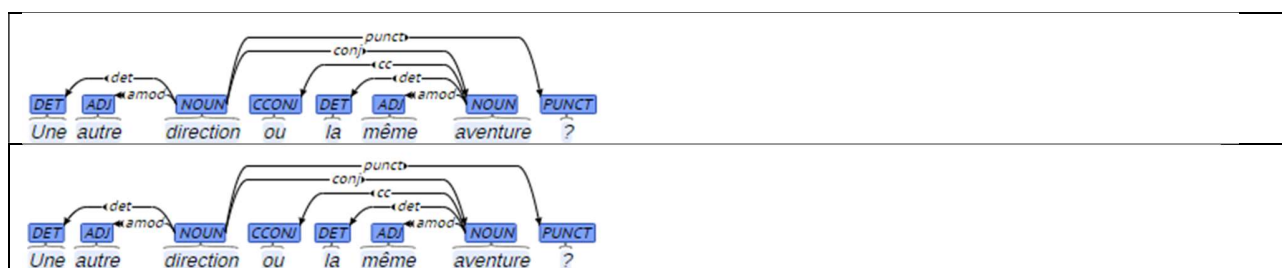 punct
conj
cc
det det
amod amod
DET ADJ NOUN CCONJ DET ADJ NOUN PUNCT
Une autre direction ou la même aventure ?
punct
conj
cc
det det
amod amod
DET ADJ NOUN CCONJ DET ADJ NOUN PUNCT
Une autre direction ou la même aventure ?